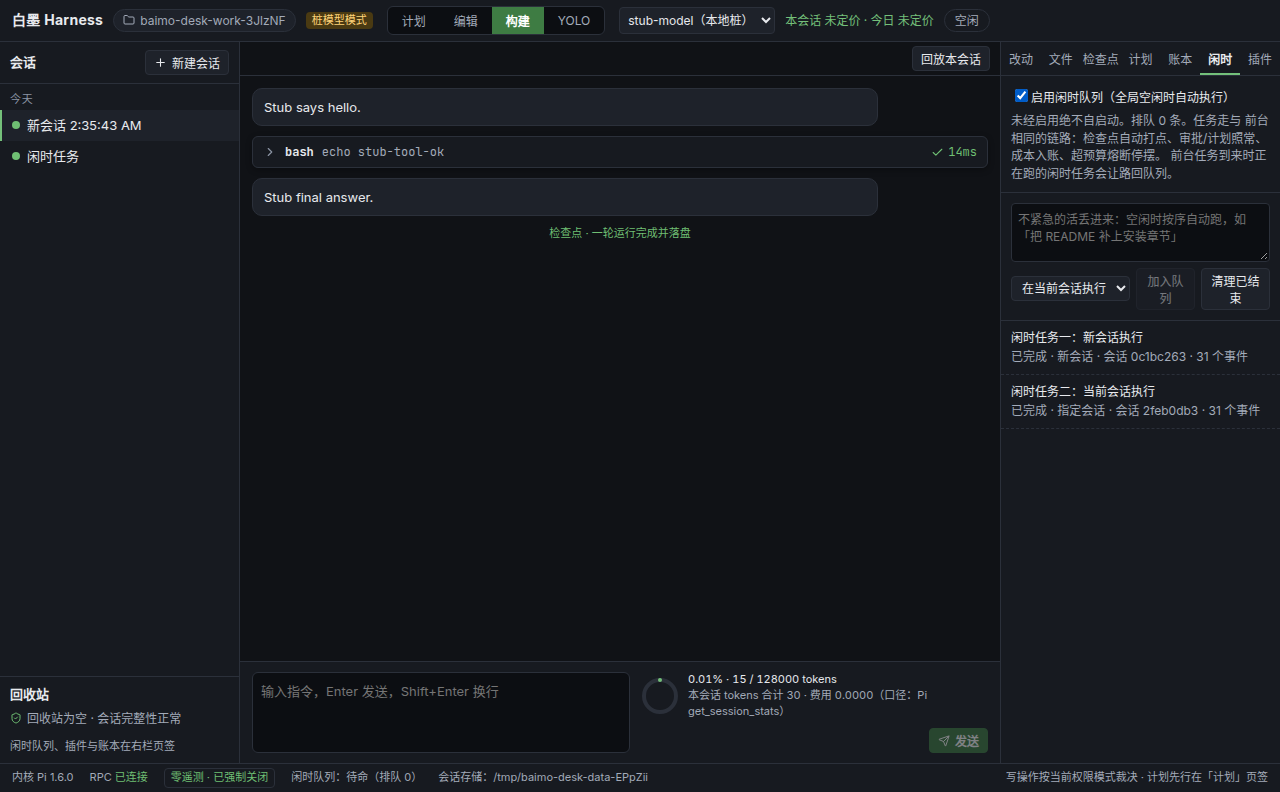 白墨 Harness
baimo-desk-work-3JlzNF
桩模型模式
计划 编辑 构建 YOLO
stub-model（本地桩）
本会话 未定价 · 今日 未定价
空闲
会话
新建会话
今天
新会话 2:35:43 AM
闲时任务
回收站
回收站为空 · 会话完整性正常
闲时队列、插件与账本在右栏页签
回放本会话
Stub says hello.
bash echo stub-tool-ok
14ms
Stub final answer.
检查点 · 一轮运行完成并落盘
输入指令，Enter 发送，Shift+Enter 换行
0.01% · 15 / 128000 tokens
本会话 tokens 合计 30 · 费用 0.0000（口径：Pi
get_session_stats）
发送
改动 文件 检查点 计划 账本 闲时 插件
启用闲时队列（全局空闲时自动执行）
未经启用绝不自启动。排队 0 条。任务走与 前台
相同的链路：检查点自动打点、审批/计划照常、
成本入账、超预算熔断停摆。 前台任务到来时正
在跑的闲时任务会让路回队列。
不紧急的活丢进来：空闲时按序自动跑，如
「把 README 补上安装章节」
在当前会话执行
加入队
列
清理已结
束
闲时任务一：新会话执行
已完成 · 新会话 · 会话 0c1bc263 · 31 个事件
闲时任务二：当前会话执行
已完成 · 指定会话 · 会话 2feb0db3 · 31 个事件
内核 Pi 1.6.0
RPC 已连接
零遥测 · 已强制关闭
闲时队列：待命（排队 0）
会话存储：/tmp/baimo-desk-data-EPpZii
写操作按当前权限模式裁决 · 计划先行在「计划」页签